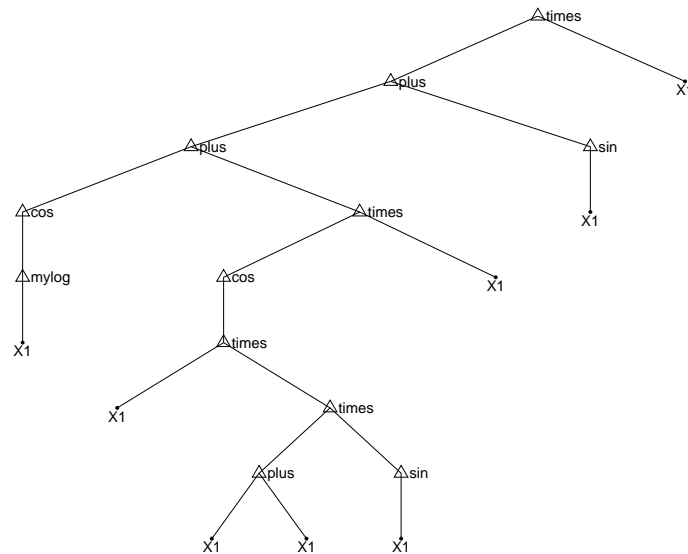 times
plus
X1
plus
sin
cos
times
X1
mylog
cos
X1
X1
times
X1
times
plus
sin
X1
X1
X1